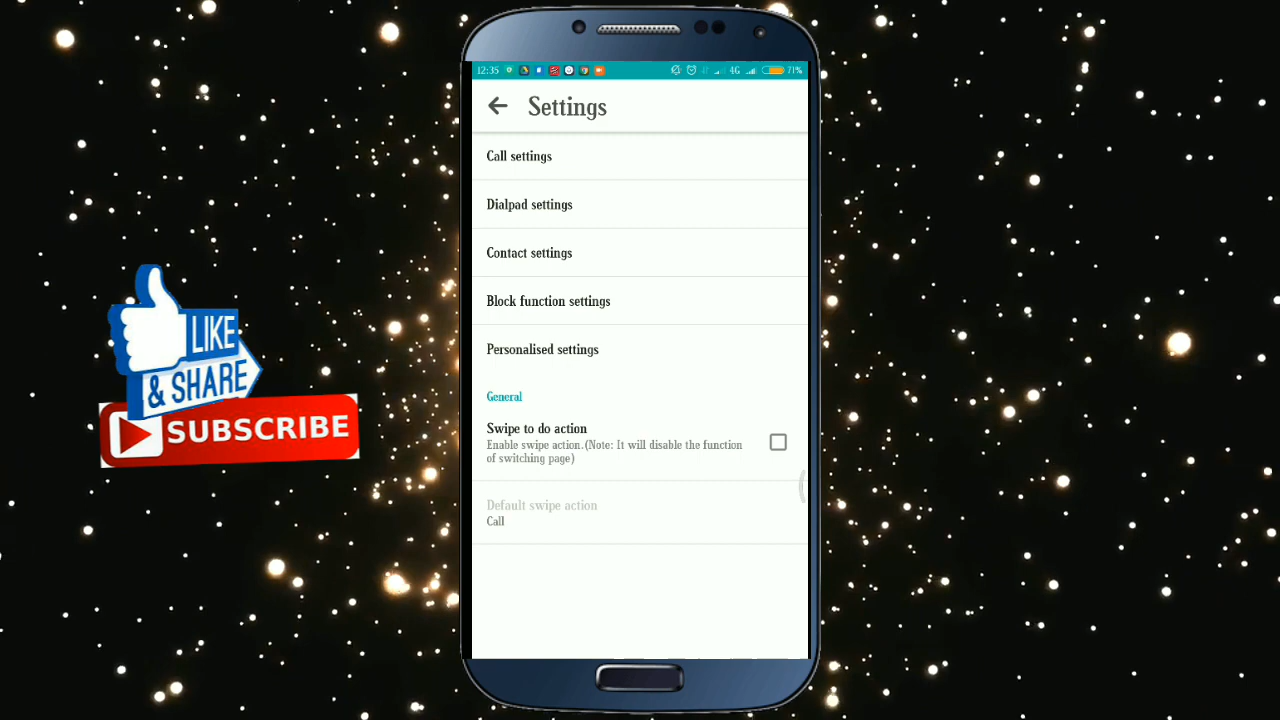 12:35
4G
71%
Settings
Call settings
Dialpad settings
Contact settings
Block function settings
Personalised settings
General
Swipe to do action
Enable swipe action.(Note: It will disable the function
of switching page)
Default swipe action
Call
LIKE
& SHARE
SUBSCRIBE